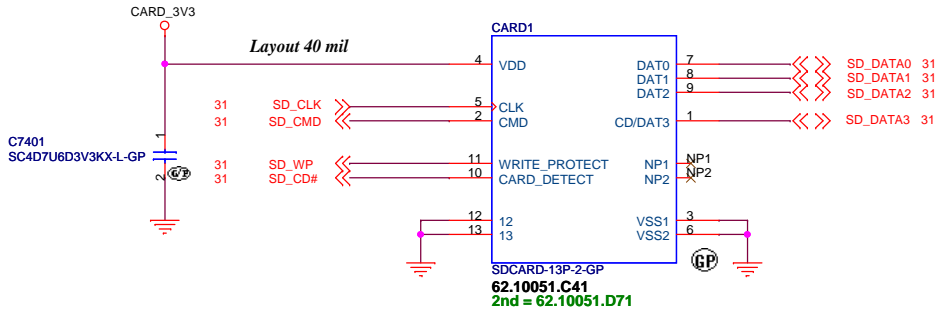 CARD_3V3
Layout 40 mil
CARD1
4 VDD
DAT0 7 SD_DATA0 31
DAT1 8 SD_DATA1 31
DAT2 9 SD_DATA2 31
31 SD_CLK 5 CLK
31 SD_CMD 2 CMD
CD/DAT3 1 SD_DATA3 31
1
C7401
SC4D7U6D3V3KX-L-GP
2 G/P
31 SD_WP 11 WRITE_PROTECT
NP1 NP1
31 SD_CD# 10 CARD_DETECT
NP2 NP2
12 12
VSS1 3
13 13
VSS2 6
GP
SDCARD-13P-2-GP
62.10051.C41
2nd = 62.10051.D71